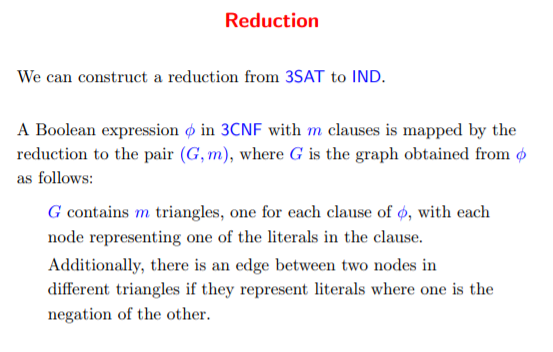 Reduction
We can construct a reduction from 3SAT to IND.
A Boolean expression ϕ in 3CNF with m clauses is mapped by the
reduction to the pair (G, m), where G is the graph obtained from ϕ
as follows:
G contains m triangles, one for each clause of ϕ, with each
node representing one of the literals in the clause.
Additionally, there is an edge between two nodes in
different triangles if they represent literals where one is the
negation of the other.